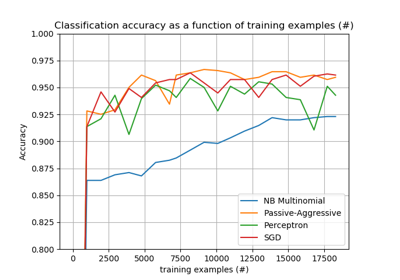 Classification accuracy as a function of training examples (#)
1.000
0.975
0.950
0.925
0.900
0.875
0.850
0.825
0.800
Accuracy
NB Multinomial
Passive-Aggressive
Perceptron
SGD
0 2500 5000 7500 10000 12500 15000 17500
training examples (#)